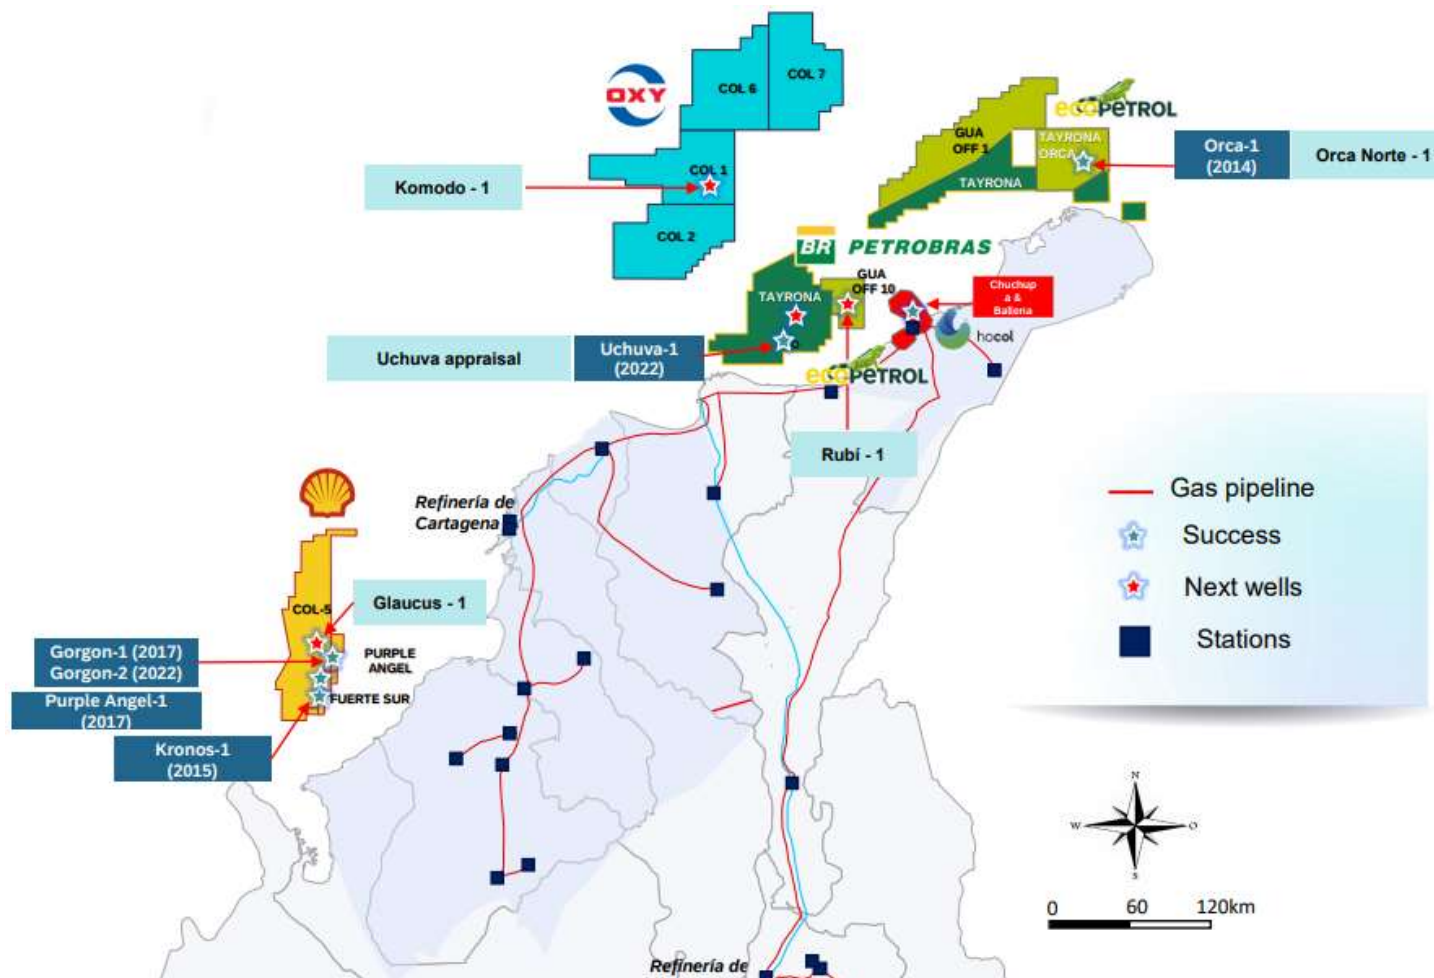 COL 7
COL 6
OXY
ecoPETROL
GUA
OFF 1
TAYRONA
ORCA
Orca-1
(2014)
Orca Norte - 1
COL 1
Komodo - 1
TAYRONA
COL 2
BR PETROBRAS
GUA
OFF 10
TAYRONA
Chuchup
a &
Ballena
hocol
Uchuva appraisal
Uchuva-1
(2022)
ecoPETROL
Rubí - 1
Refinería de
Cartagena
Gas pipeline
Success
Next wells
Stations
COL-5
Glaucus - 1
Gorgon-1 (2017)
Gorgon-2 (2022)
PURPLE
ANGEL
Purple Angel-1
(2017)
FUERTE SUR
Kronos-1
(2015)
N
W
O
S
0 60 120km
Refinería de